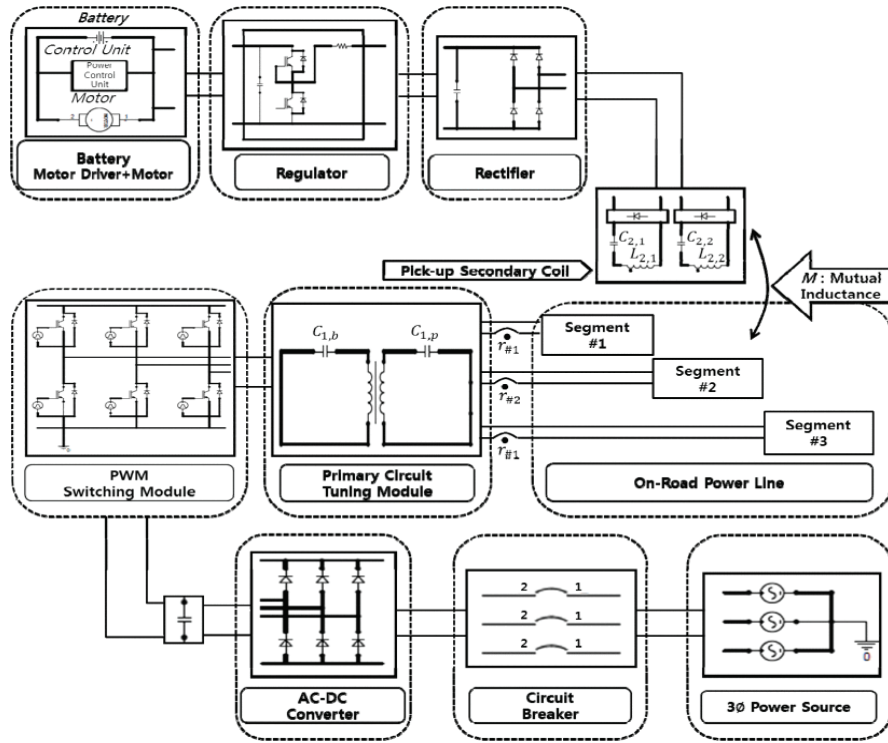 Battery
Control Unit
Power
Control
Unit
Motor
2
Battery
Motor Driver+Motor
Regulator
Rectifier
C2,1
L2,1
C2,2
L2,2
Pick-up Secondary Coil
M : Mutual
Inductance
C1,b
C1,p
r#1
Segment
#1
r#2
Segment
#2
r#1
Segment
#3
PWM
Switching Module
Primary Circuit
Tuning Module
On-Road Power Line
2 1
2 1
2 1
0
AC-DC
Converter
Circuit
Breaker
3Ø Power Source